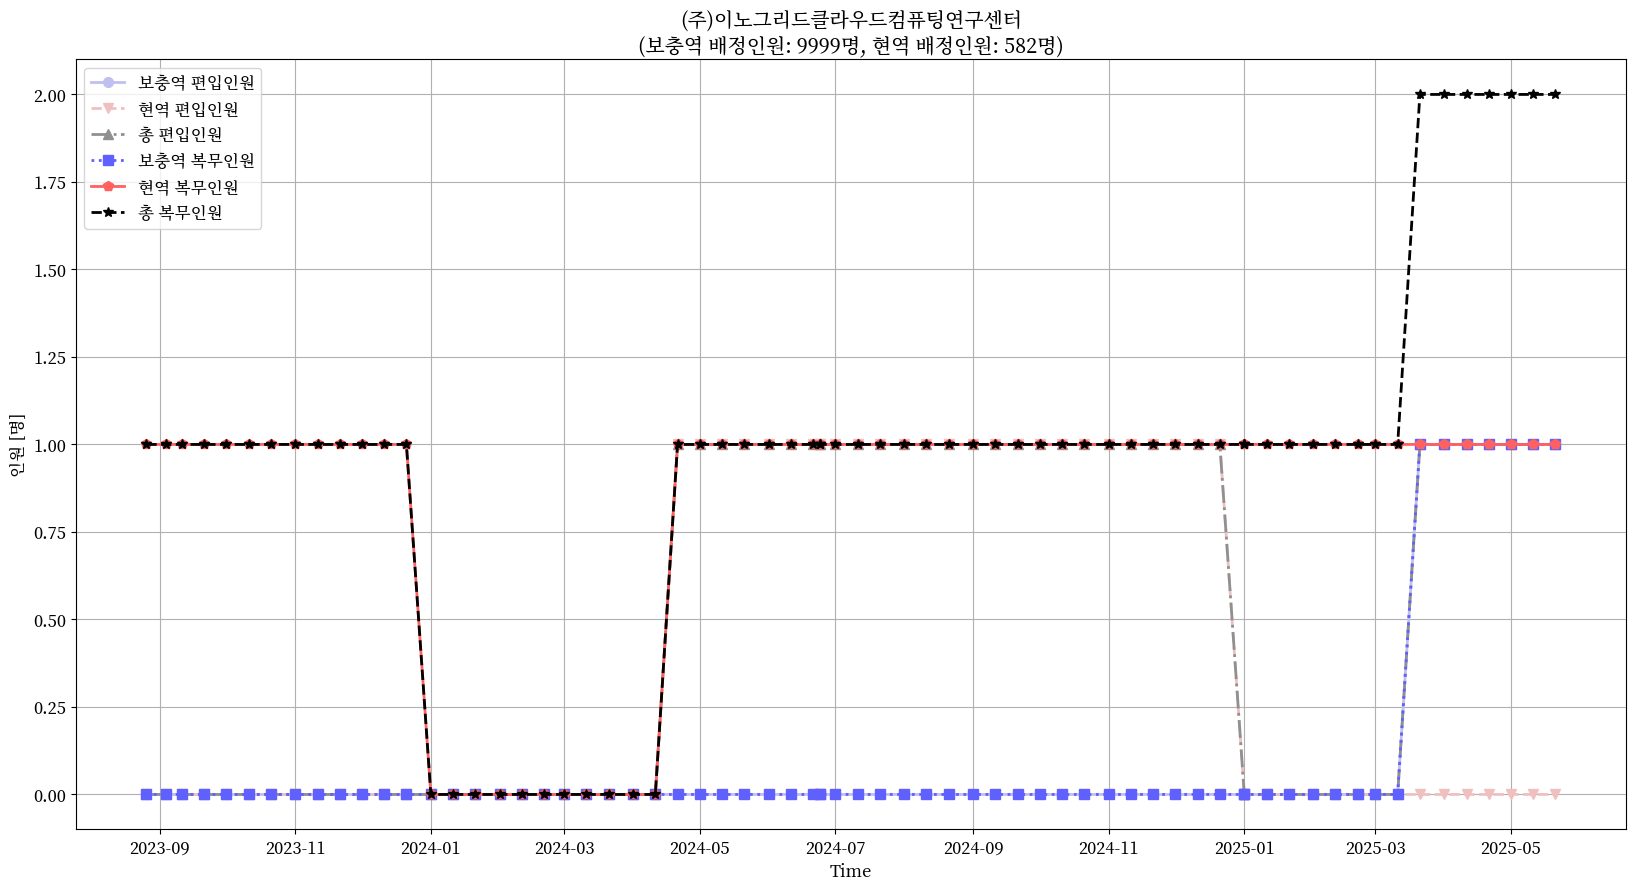 (주)이노그리드클라우드컴퓨팅연구센터
(보충역 배정인원: 9999명, 현역 배정인원: 582명)
보충역 편입인원
현역 편입인원
총 편입인원
보충역 복무인원
현역 복무인원
총 복무인원
2.00
1.75
1.50
1.25
1.00
0.75
0.50
0.25
0.00
인원 [명]
2023-09 2023-11 2024-01 2024-03 2024-05 2024-07 2024-09 2024-11 2025-01 2025-03 2025-05
Time